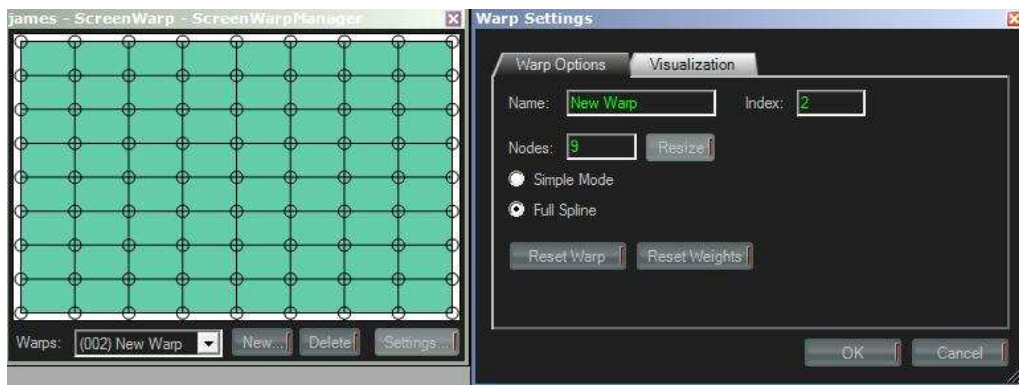 james - ScreenWarp - ScreenWarpManager
Warps:
(002) New Warp
New...
Delete
Settings...
Warp Settings
Warp Options
Visualization
Name:
New Warp
Index:
2
Nodes:
9
Resize
Simple Mode
Full Spline
Reset Warp
Reset Weights
OK
Cancel